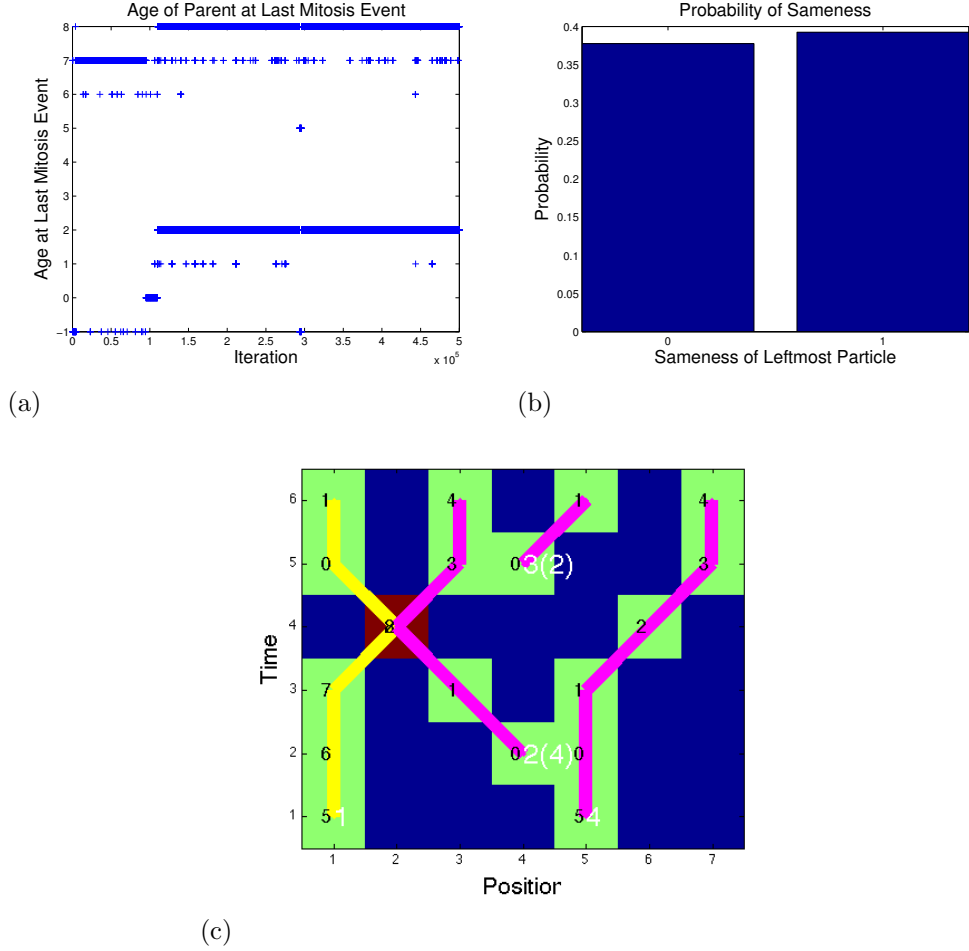 Age of Parent at Last Mitosis Event
Age at Last Mitosis Event
8
7
6
5
4
3
2
1
0
−1
0 0.5 1 1.5 2 2.5 3 3.5 4 4.5 5
Iteration
x 10^5
(a)
Probability of Sameness
Probability
0.4
0.35
0.3
0.25
0.2
0.15
0.1
0.05
0
0 1
Sameness of Leftmost Particle
(b)
Time
6 1 4 1 4
5 0 3 0 3(2) 3
4 2
3 7 1 1
2 6 0 2(4) 0
1 5 1 5 4
1 2 3 4 5 6 7
Position
(c)